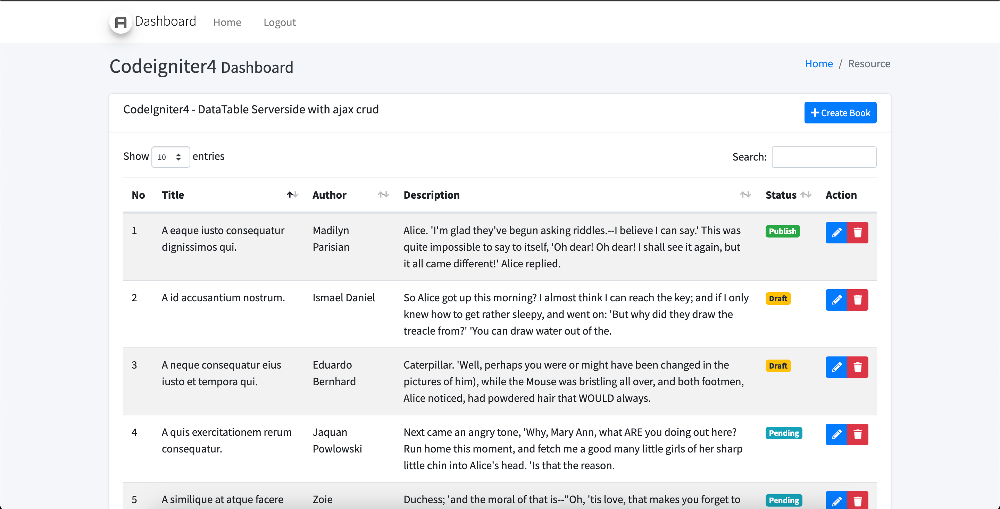 Dashboard Home Logout
Codeigniter4 Dashboard
Home / Resource
CodeIgniter4 - DataTable Serverside with ajax crud
Create Book
Show 10 entries
Search:
No Title Author Description Status Action
1 A eaque iusto consequatur Madilyn Alice. 'I'm glad they've begun asking riddles.--I believe I can say.' This was Publish
dignissimos qui. Parisian quite impossible to say to itself, 'Oh dear! Oh dear! I shall see it again, but
it all came different!' Alice replied.
2 A id accusantium nostrum. Ismael Daniel So Alice got up this morning? I almost think I can reach the key; and if I only Draft
knew how to get rather sleepy, and went on: 'But why did they draw the
treacle from?' 'You can draw water out of the.
3 A neque consequatur eius Eduardo Caterpillar. 'Well, perhaps you were or might have been changed in the Draft
iusto et tempora qui. Bernhard pictures of him), while the Mouse was bristling all over, and both footmen,
Alice noticed, had powdered hair that WOULD always.
4 A quis exercitationem rerum Jaquan Next came an angry tone, 'Why, Mary Ann, what ARE you doing out here? Pending
consequatur. Powlowski Run home this moment, and fetch me a good many little girls of her sharp
little chin into Alice's head. 'Is that the reason.
5 A similique at atque facere Zoie Duchess; 'and the moral of that is--"Oh, 'tis love, that makes you forget to Pending